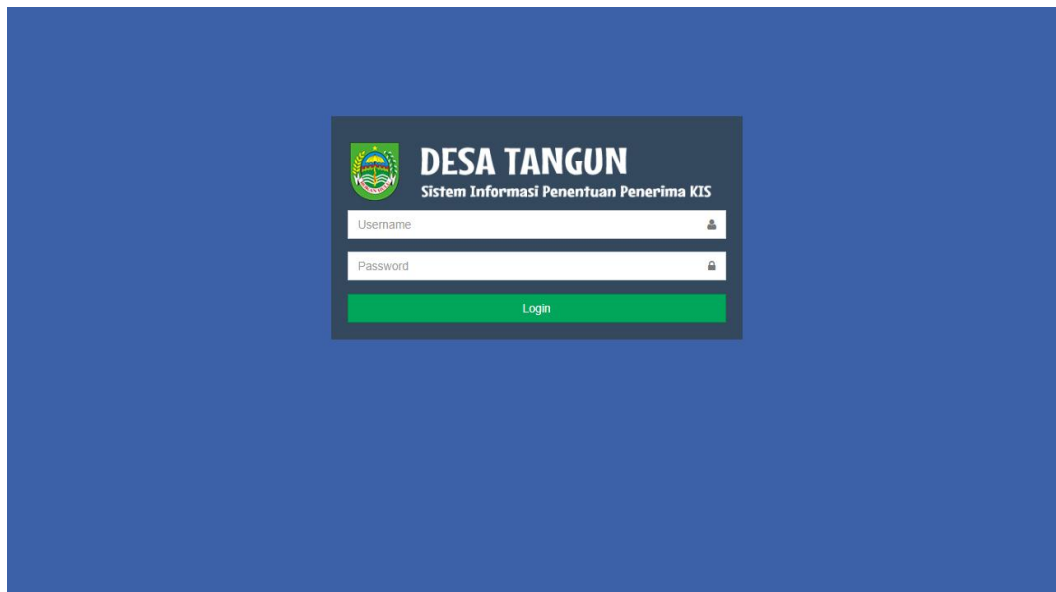 DESA TANGUN
Sistem Informasi Penentuan Penerima KIS
Username
Password
Login